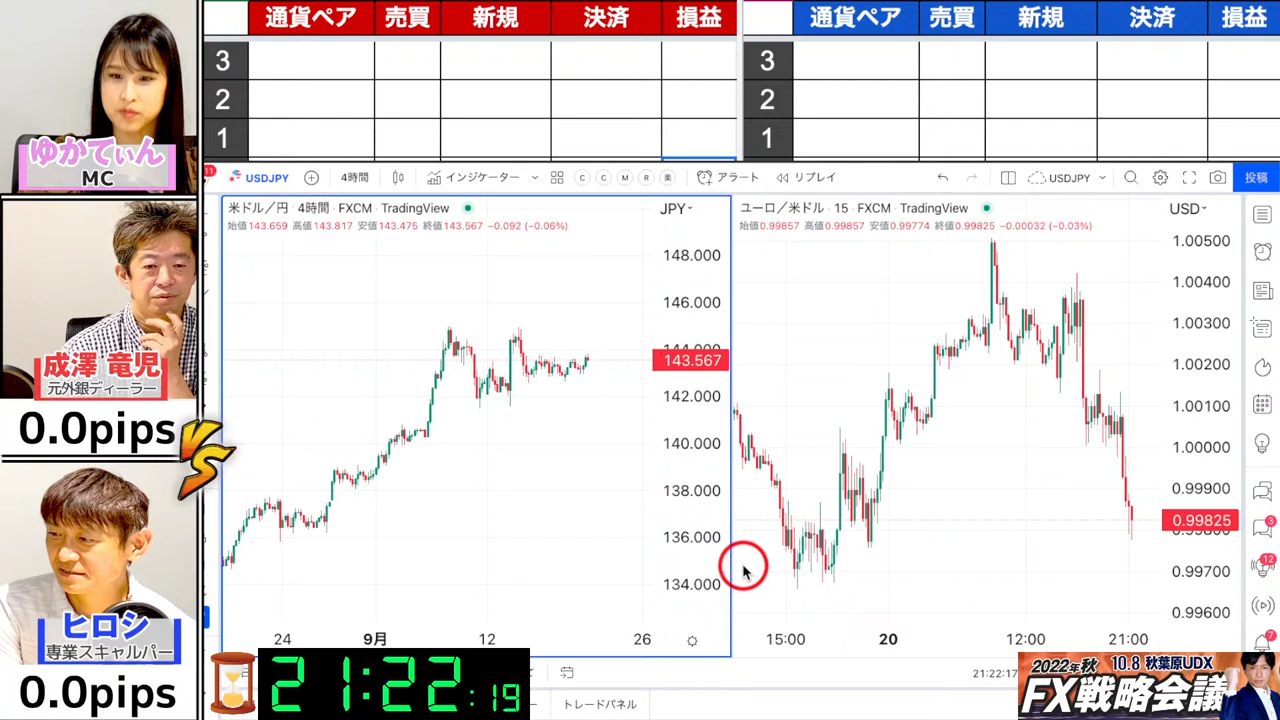 通貨ペア 売買 新規 決済 損益
3
2
1
通貨ペア 売買 新規 決済 損益
3
2
1
ゆかてぃん
MC
成澤 竜児
元外銀ディーラー
0.0pips
VS
ヒロシ
専業スキャルパー
0.0pips
11
USDJPY 4時間 インジケーター C C M R 薬 アラート リプレイ USDJPY 投稿
米ドル/円 · 4時間 · FXCM · TradingView JPY
始値143.659 高値143.817 安値143.475 終値143.567 −0.092 (−0.06%)
148.000
146.000
144.000
143.567
142.000
140.000
138.000
136.000
134.000
24 9月 12 26
ユーロ/米ドル · 15 · FXCM · TradingView USD
始値0.99857 高値0.99857 安値0.99774 終値0.99825 −0.00032 (−0.03%)
1.00500
1.00400
1.00300
1.00200
1.00100
1.00000
0.99900
0.99825
0.99700
0.99600
15:00 20 12:00 21:00
3
12
7
21:22:19
21:22:17
トレードパネル
2022年秋 10.8 秋葉原UDX
FX戦略会議